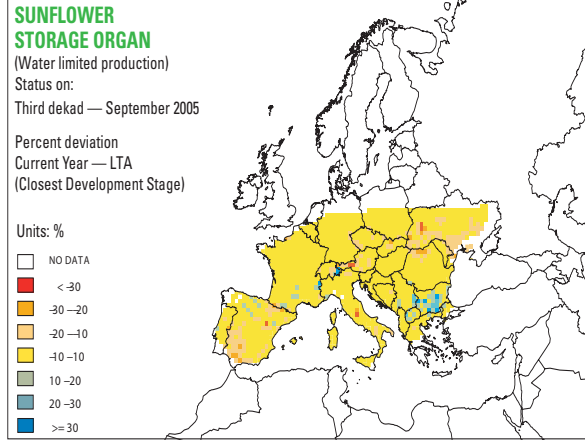 SUNFLOWER
STORAGE ORGAN
(Water limited production)
Status on:
Third dekad — September 2005
Percent deviation
Current Year — LTA
(Closest Development Stage)
Units: %
NO DATA
< -30
-30 –-20
-20 –-10
-10 –10
10 –20
20 –30
>= 30